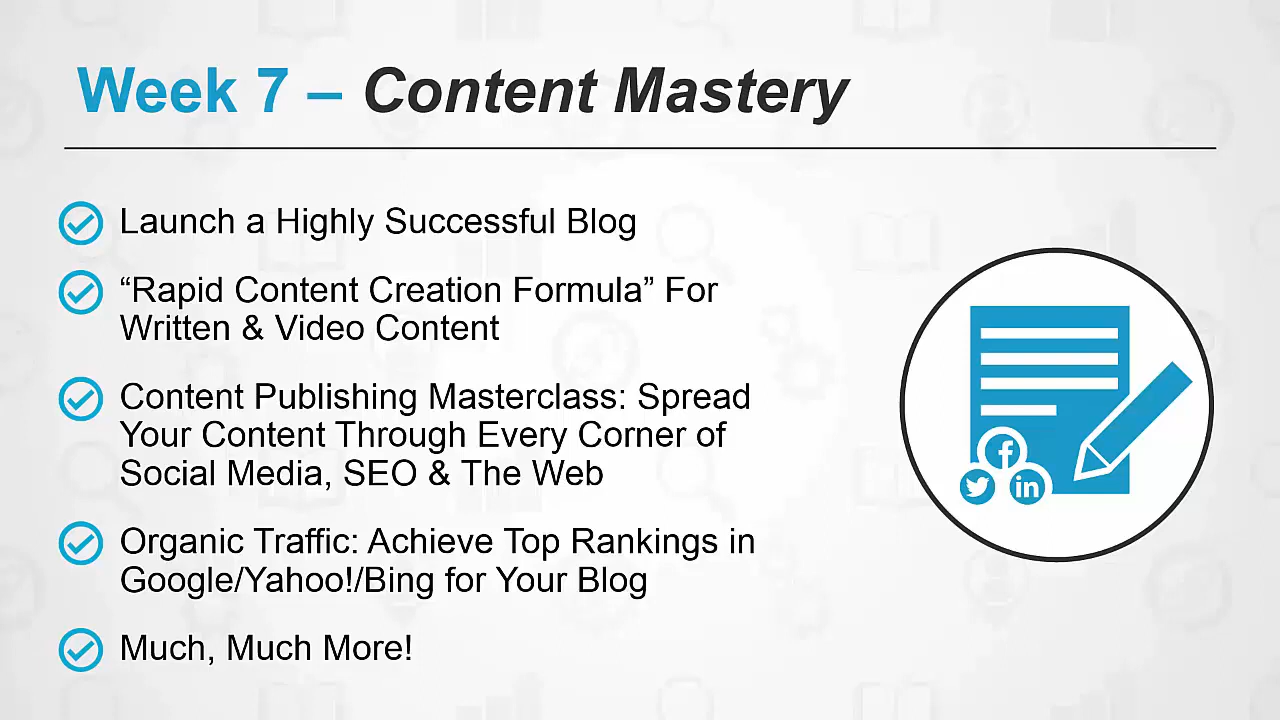 Week 7 – Content Mastery
Launch a Highly Successful Blog
“Rapid Content Creation Formula” For
Written & Video Content
Content Publishing Masterclass: Spread
Your Content Through Every Corner of
Social Media, SEO & The Web
Organic Traffic: Achieve Top Rankings in
Google/Yahoo!/Bing for Your Blog
Much, Much More!